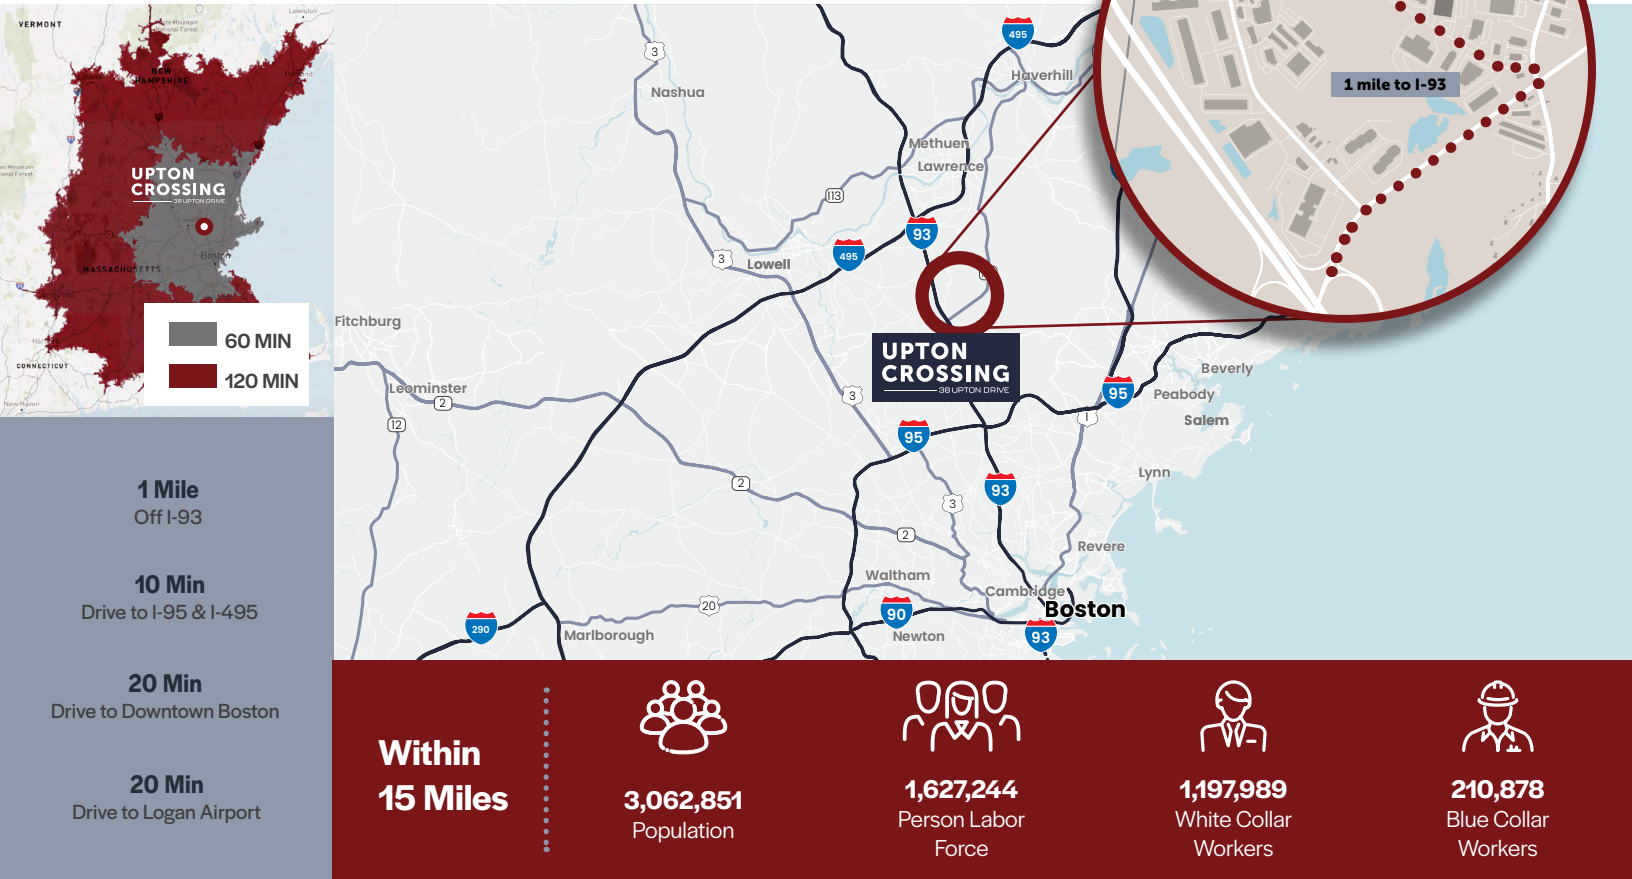 VERMONT
NEW
HAMPSHIRE
UPTON
CROSSING
38 UPTON DRIVE
Boston
MASSACHUSETTS
CONNECTICUT
New Haven
60 MIN
120 MIN
495
3
Haverhill
Nashua
1 mile to I-93
Methuen
Lawrence
113
93
3
Lowell
495
Fitchburg
UPTON
CROSSING
38 UPTON DRIVE
Beverly
Leominster
2
3
95
Peabody
12
1
Salem
95
Lynn
2
93
3
2
Revere
Waltham
Cambridge
20
90
Boston
290
Marlborough
Newton
93
1 Mile
Off I-93
10 Min
Drive to I-95 & I-495
20 Min
Drive to Downtown Boston
20 Min
Drive to Logan Airport
Within
15 Miles
3,062,851
Population
1,627,244
Person Labor
Force
1,197,989
White Collar
Workers
210,878
Blue Collar
Workers